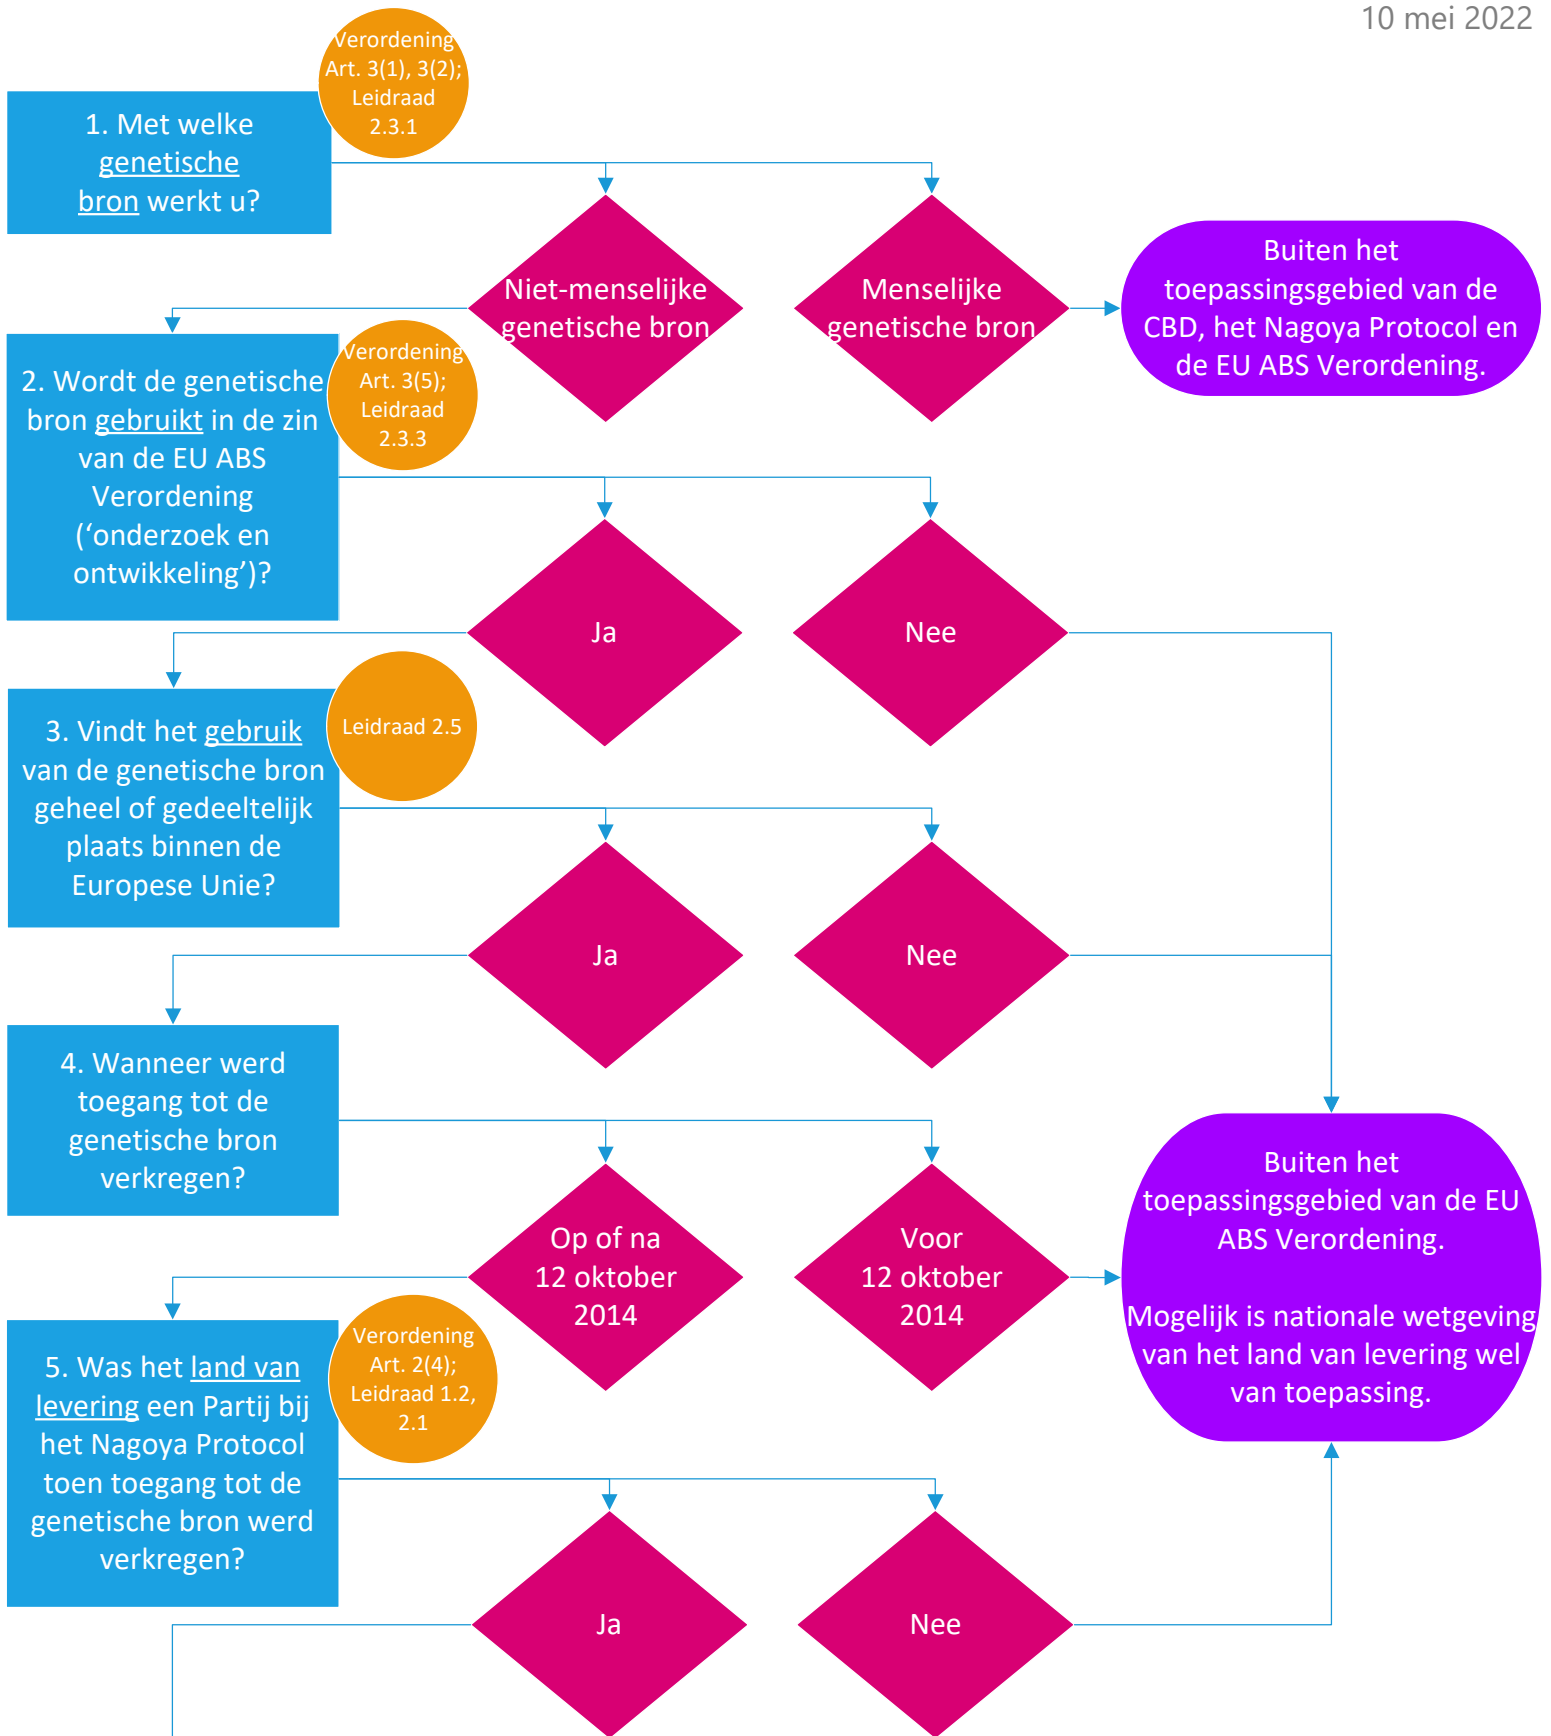 10 mei 2022
Verordening
Art. 3(1), 3(2);
Leidraad
2.3.1
1. Met welke
genetische
bron werkt u?
Niet-menselijke
genetische bron
Menselijke
genetische bron
Buiten het
toepassingsgebied van de
CBD, het Nagoya Protocol en
de EU ABS Verordening.
Verordening
Art. 3(5);
Leidraad
2.3.3
2. Wordt de genetische
bron gebruikt in de zin
van de EU ABS
Verordening
(‘onderzoek en
ontwikkeling’)?
Ja
Nee
Leidraad 2.5
3. Vindt het gebruik
van de genetische bron
geheel of gedeeltelijk
plaats binnen de
Europese Unie?
Ja
Nee
4. Wanneer werd
toegang tot de
genetische bron
verkregen?
Op of na
12 oktober
2014
Voor
12 oktober
2014
Buiten het
toepassingsgebied van de EU
ABS Verordening.
Mogelijk is nationale wetgeving
van het land van levering wel
van toepassing.
Verordening
Art. 2(4);
Leidraad 1.2,
2.1
5. Was het land van
levering een Partij bij
het Nagoya Protocol
toen toegang tot de
genetische bron werd
verkregen?
Ja
Nee